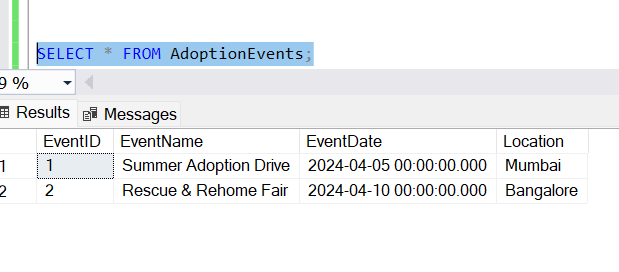 SELECT * FROM AdoptionEvents;
9 %
Results Messages
EventID EventName EventDate Location
1 1 Summer Adoption Drive 2024-04-05 00:00:00.000 Mumbai
2 2 Rescue & Rehome Fair 2024-04-10 00:00:00.000 Bangalore